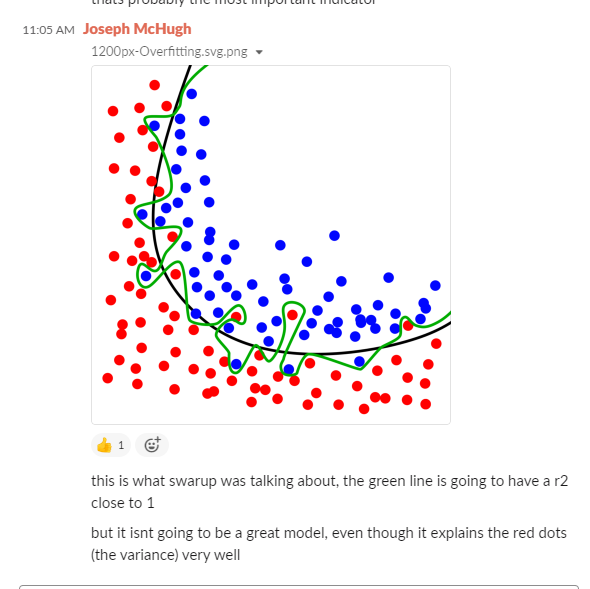 thats probably the most important indicator
11:05 AM Joseph McHugh
1200px-Overfitting.svg.png
1
this is what swarup was talking about, the green line is going to have a r2
close to 1
but it isnt going to be a great model, even though it explains the red dots
(the variance) very well